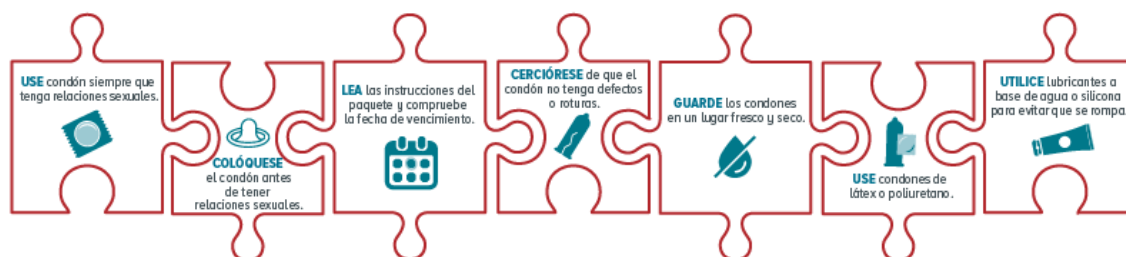 USE condón siempre que
tenga relaciones sexuales.
COLÓQUESE
el condón antes
de tener
relaciones sexuales.
LEA las instrucciones del
paquete y compruebe
la fecha de vencimiento.
CERCIÓRESE de que el
condón no tenga defectos
o roturas.
GUARDE los condones
en un lugar fresco y seco.
USE condones de
látex o poliuretano.
UTILICE lubricantes a
base de agua o silicona
para evitar que se rompa.